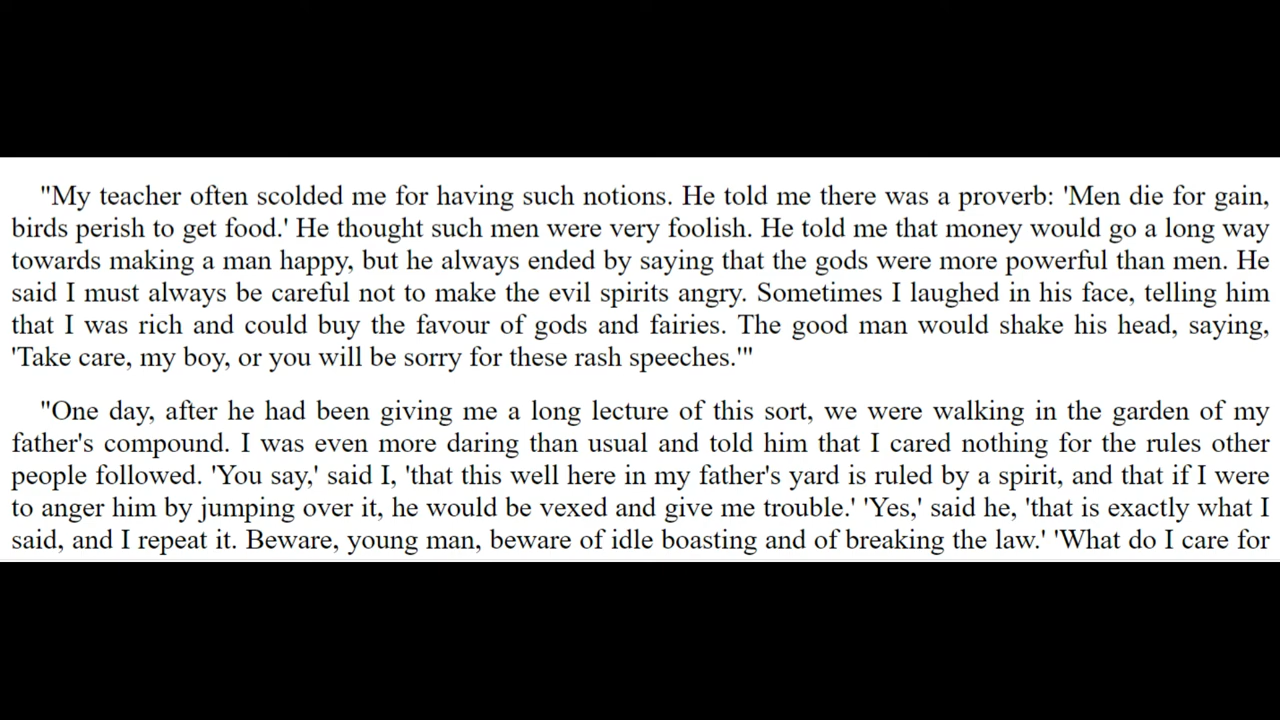 "My teacher often scolded me for having such notions. He told me there was a proverb: 'Men die for gain,
birds perish to get food.' He thought such men were very foolish. He told me that money would go a long way
towards making a man happy, but he always ended by saying that the gods were more powerful than men. He
said I must always be careful not to make the evil spirits angry. Sometimes I laughed in his face, telling him
that I was rich and could buy the favour of gods and fairies. The good man would shake his head, saying,
'Take care, my boy, or you will be sorry for these rash speeches.'"
"One day, after he had been giving me a long lecture of this sort, we were walking in the garden of my
father's compound. I was even more daring than usual and told him that I cared nothing for the rules other
people followed. 'You say,' said I, 'that this well here in my father's yard is ruled by a spirit, and that if I were
to anger him by jumping over it, he would be vexed and give me trouble.' 'Yes,' said he, 'that is exactly what I
said, and I repeat it. Beware, young man, beware of idle boasting and of breaking the law.' 'What do I care for